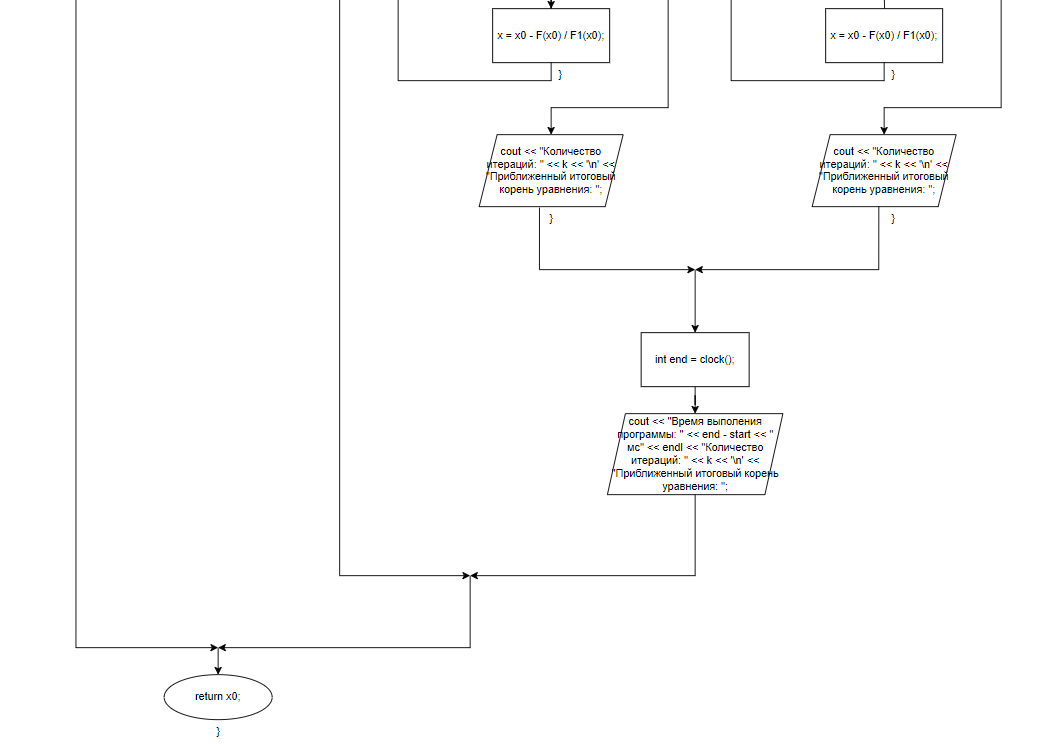 x = x0 - F(x0) / F1(x0);
x = x0 - F(x0) / F1(x0);
}
}
cout << "Количество
итераций: " << k << '\n' <<
"Приближенный итоговый
корень уравнения: ";
cout << "Количество
итераций: " << k << '\n' <<
"Приближенный итоговый
корень уравнения: ";
}
}
int end = clock();
cout << "Время выполения
программы: " << end - start << "
мс" << endl << "Количество
итераций: " << k << '\n' <<
"Приближенный итоговый корень
уравнения: ";
return x0;
}